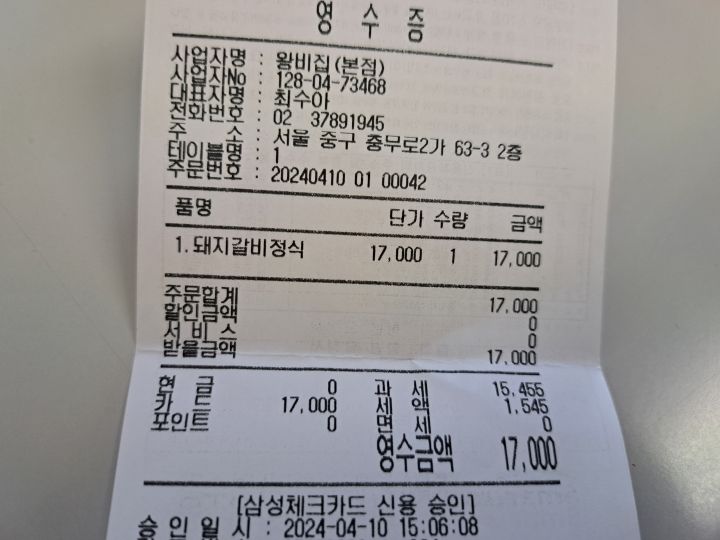 영 수 증
사업자명 : 왕비집(본점)
사업자No : 128-04-73468
대표자명 : 최수아
전화번호 : 02 37891945
주 소 : 서울 중구 충무로2가 63-3 2층
테이블명 : 1
주문번호 : 20240410 01 00042
품명 단가 수량 금액
1.돼지갈비정식 17,000 1 17,000
주문합계 17,000
할인금액 0
서 비 스 0
받을금액 17,000
현 금 0 과 세 15,455
카 드 17,000 세 액 1,545
포인트 0 면 세 0
영수금액 17,000
[삼성체크카드 신용 승인]
승 인 일 시 : 2024-04-10 15:06:08